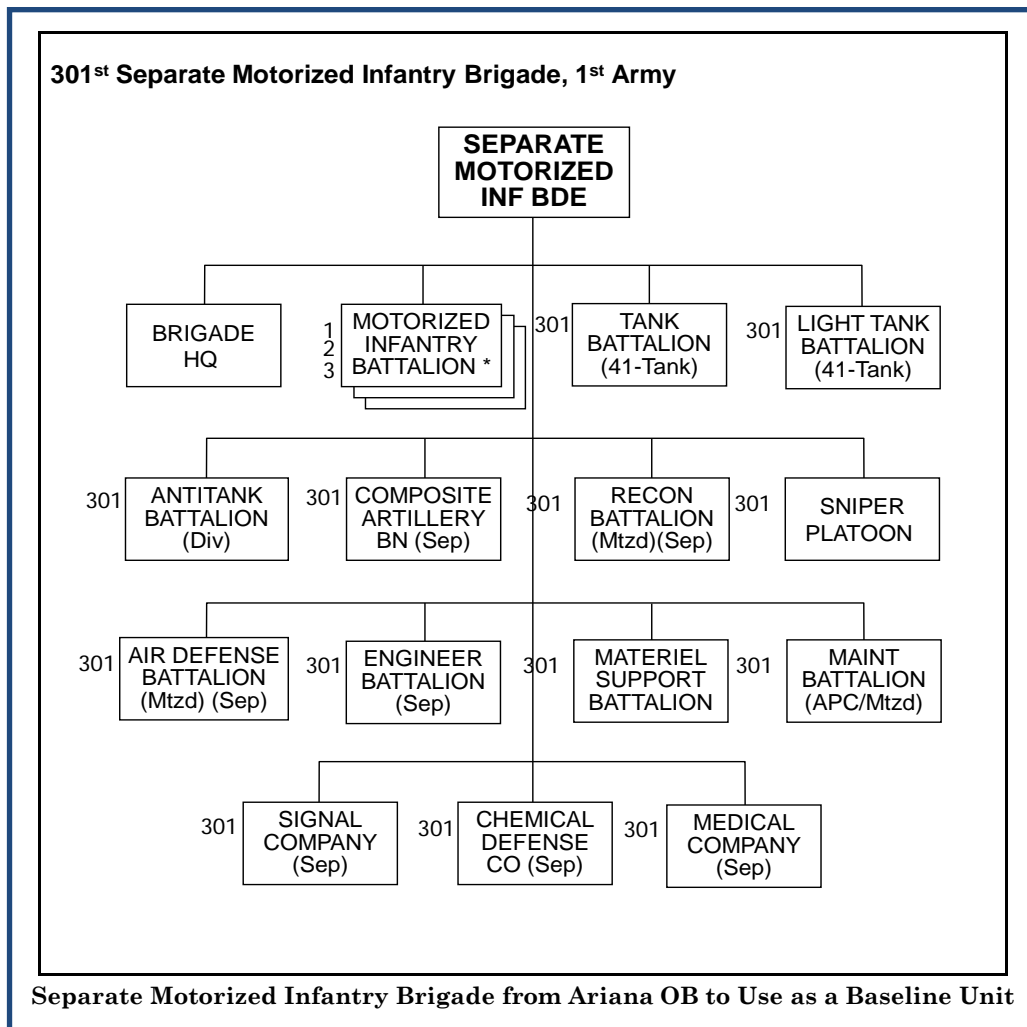 301st Separate Motorized Infantry Brigade, 1st Army
SEPARATE
MOTORIZED
INF BDE
BRIGADE
HQ
1
2
3
MOTORIZED
INFANTRY
BATTALION *
301
TANK
BATTALION
(41-Tank)
301
LIGHT TANK
BATTALION
(41-Tank)
301
ANTITANK
BATTALION
(Div)
301
COMPOSITE
ARTILLERY
BN (Sep)
301
RECON
BATTALION
(Mtzd)(Sep)
301
SNIPER
PLATOON
301
AIR DEFENSE
BATTALION
(Mtzd) (Sep)
301
ENGINEER
BATTALION
(Sep)
301
MATERIEL
SUPPORT
BATTALION
301
MAINT
BATTALION
(APC/Mtzd)
301
SIGNAL
COMPANY
(Sep)
301
CHEMICAL
DEFENSE
CO (Sep)
301
MEDICAL
COMPANY
(Sep)
Separate Motorized Infantry Brigade from Ariana OB to Use as a Baseline Unit